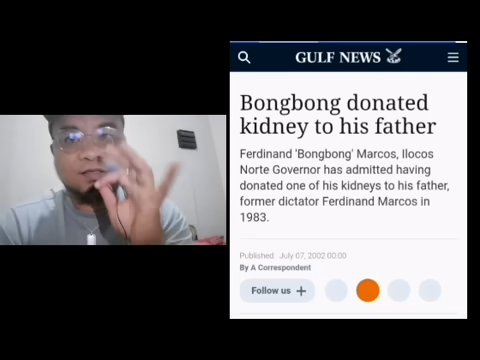 GULF NEWS
Bongbong donated
kidney to his father
Ferdinand 'Bongbong' Marcos, Ilocos
Norte Governor has admitted having
donated one of his kidneys to his father,
former dictator Ferdinand Marcos in
1983.
Published: July 07, 2002 00:00
By A Correspondent
Follow us +